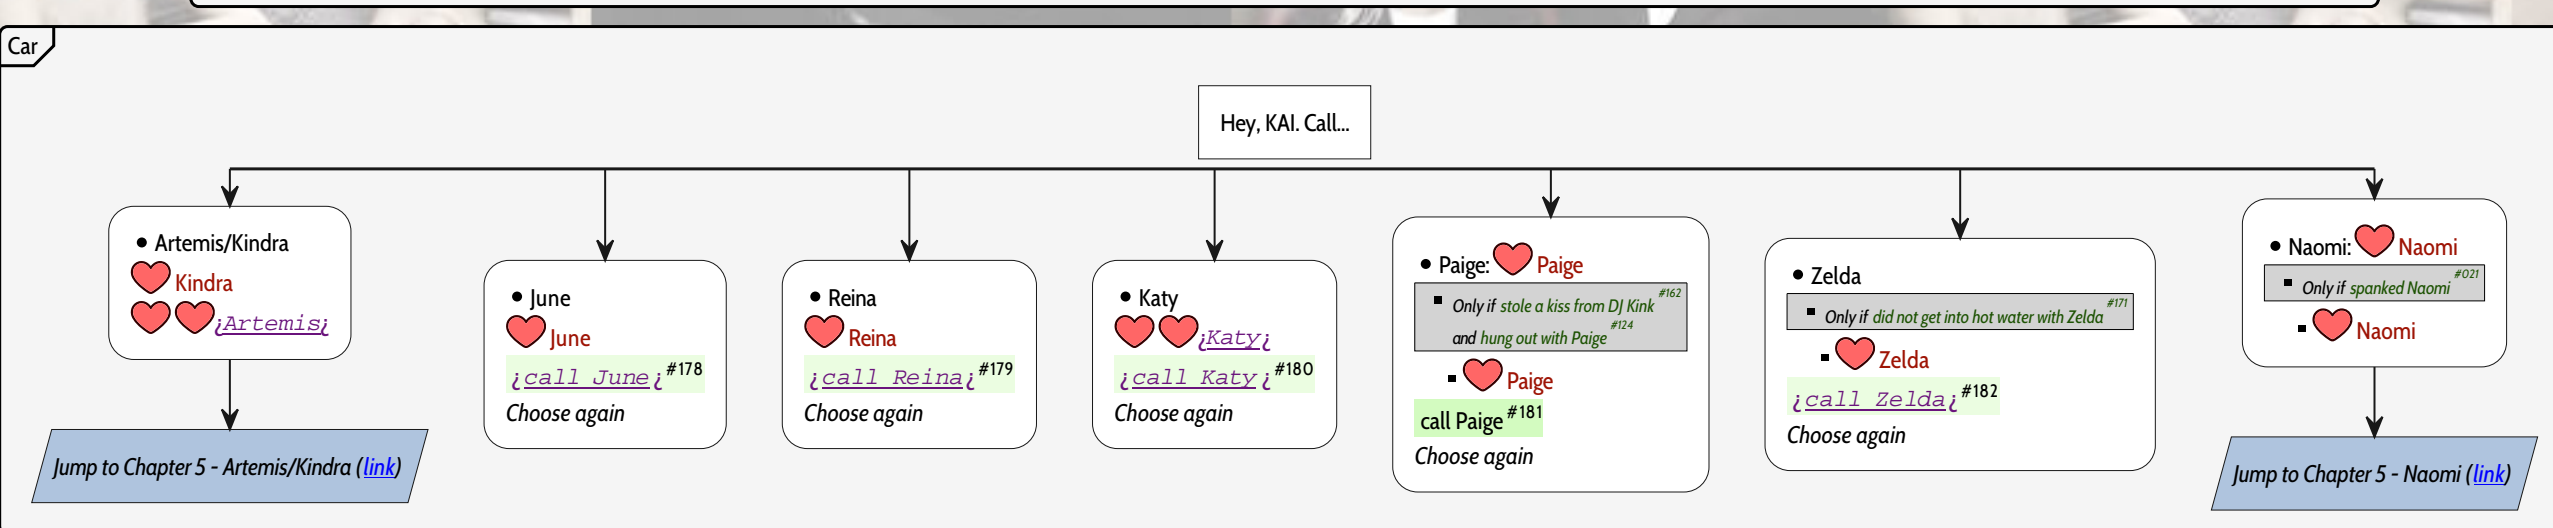 Car
Hey, KAI. Call...
• Artemis/Kindra
Kindra
¿Artemis¿
Jump to Chapter 5 - Artemis/Kindra (link)
• June
June
¿call June¿ #178
Choose again
• Reina
Reina
¿call Reina¿ #179
Choose again
• Katy
¿Katy¿
¿call Katy¿ #180
Choose again
• Paige: Paige
▪ Only if stole a kiss from DJ Kink #162
and hung out with Paige #124
▪ Paige
call Paige #181
Choose again
• Zelda
▪ Only if did not get into hot water with Zelda #171
▪ Zelda
¿call Zelda¿ #182
Choose again
• Naomi: Naomi
▪ Only if spanked Naomi #021
▪ Naomi
Jump to Chapter 5 - Naomi (link)